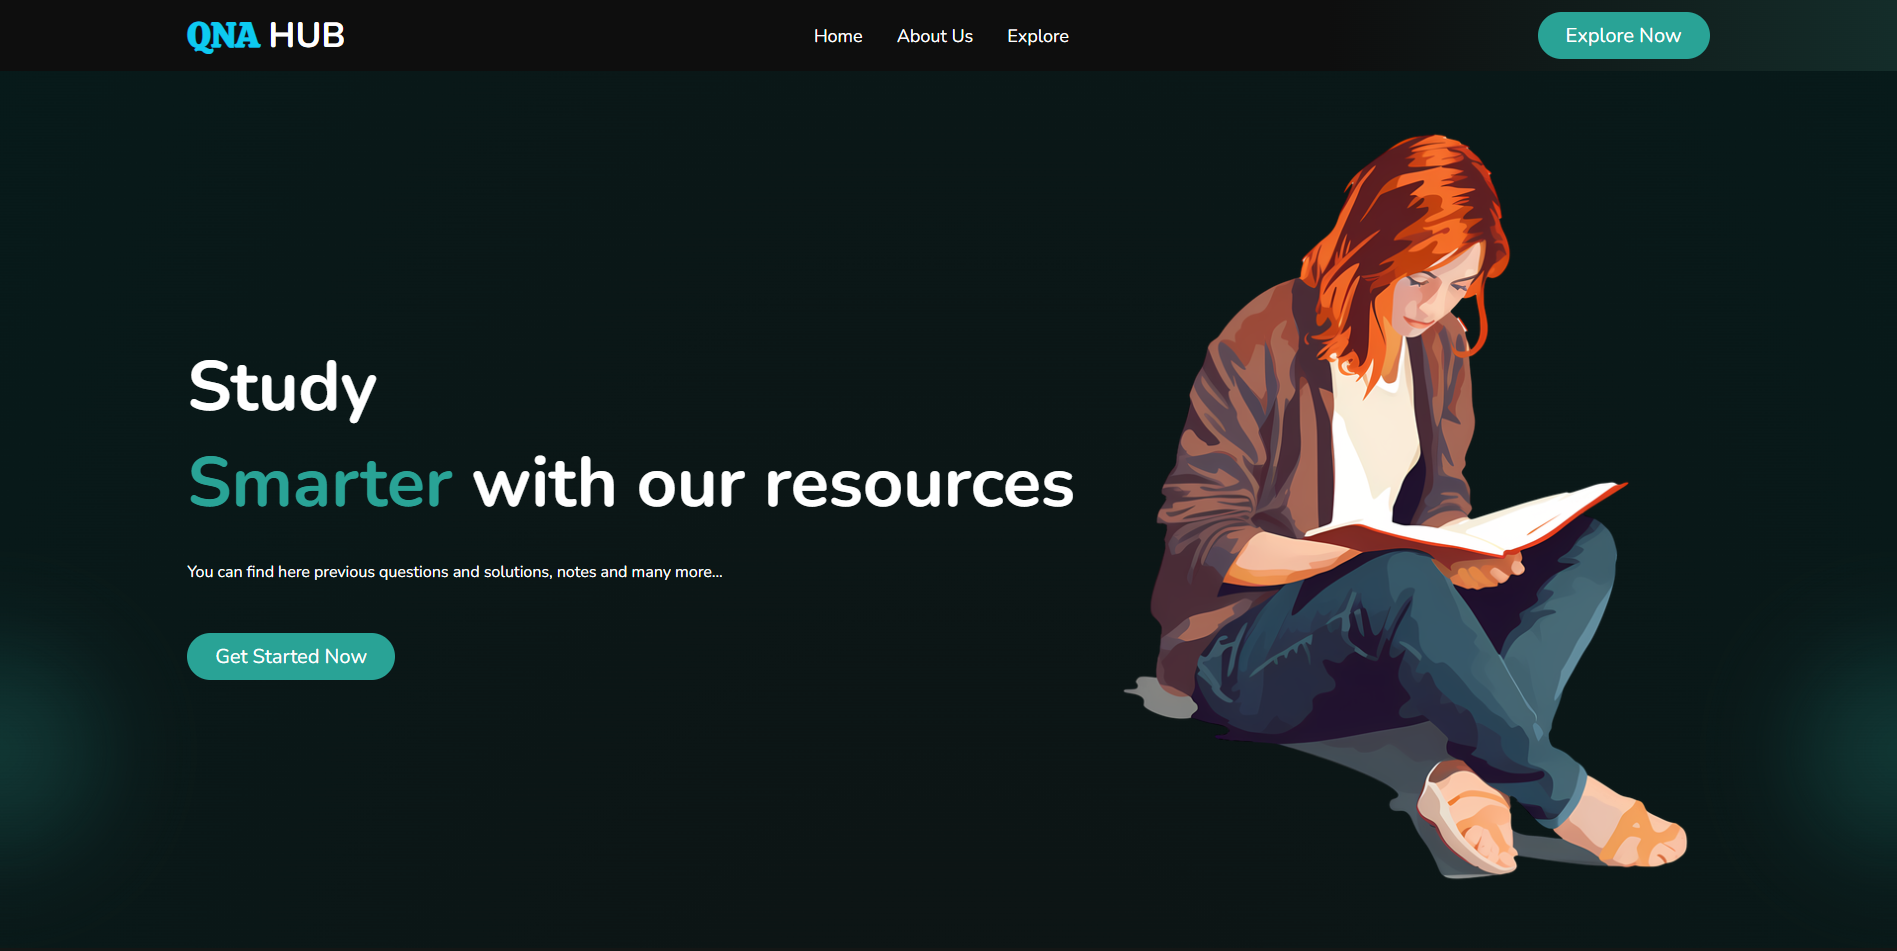 QNA HUB
Home
About Us
Explore
Explore Now
Study
Smarter with our resources
You can find here previous questions and solutions, notes and many more...
Get Started Now